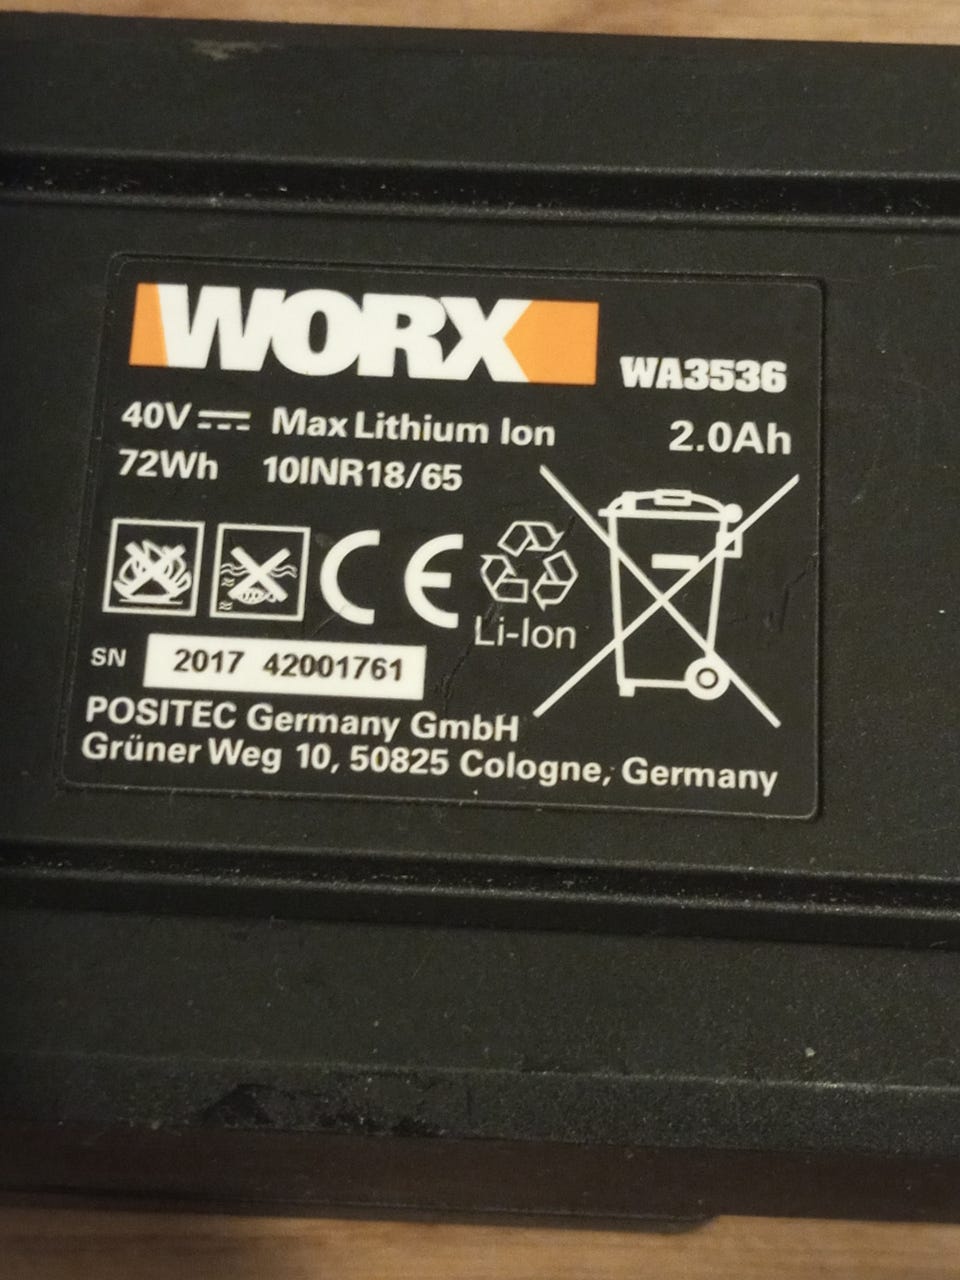 WORX WA3536
40V Max Lithium Ion 2.0Ah
72Wh 10INR18/65
CE
Li-Ion
SN 2017 42001761
POSITEC Germany GmbH
Grüner Weg 10, 50825 Cologne, Germany